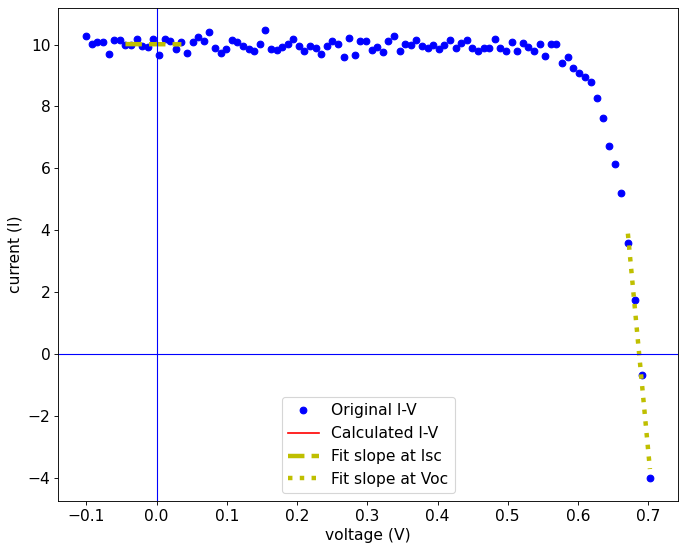 10
8
6
4
2
0
−2
−4
current (I)
Original I-V
Calculated I-V
Fit slope at Isc
Fit slope at Voc
−0.1 0.0 0.1 0.2 0.3 0.4 0.5 0.6 0.7
voltage (V)